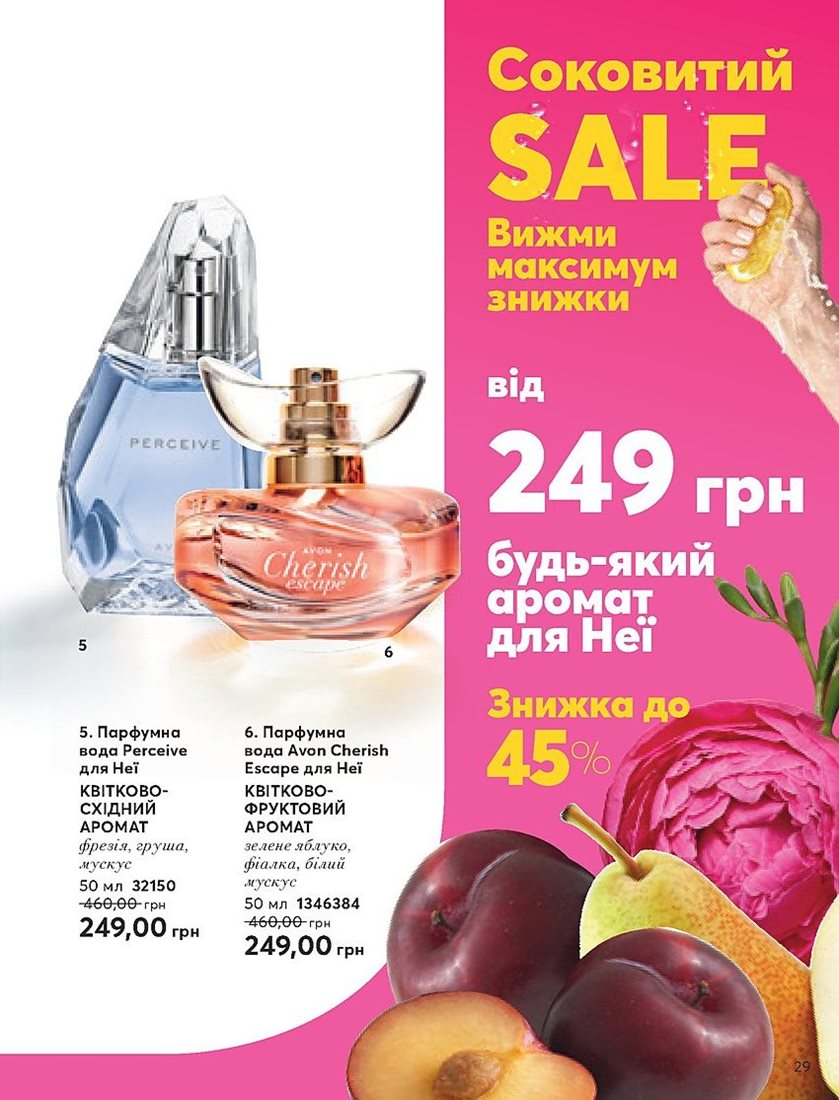 Соковитий
SALE
Вижми
максимум
знижки
від
249 грн
будь-який
аромат
для Неї
Знижка до
45%
PERCEIVE
AVON
Cherish
escape
5
6
5. Парфумна
вода Perceive
для Неї
КВІТКОВО-
СХІДНИЙ
АРОМАТ
фрезія, груша,
мускус
50 мл 32150
460,00 грн
249,00 грн
6. Парфумна
вода Avon Cherish
Escape для Неї
КВІТКОВО-
ФРУКТОВИЙ
АРОМАТ
зелене яблуко,
фіалка, білий
мускус
50 мл 1346384
460,00 грн
249,00 грн
29